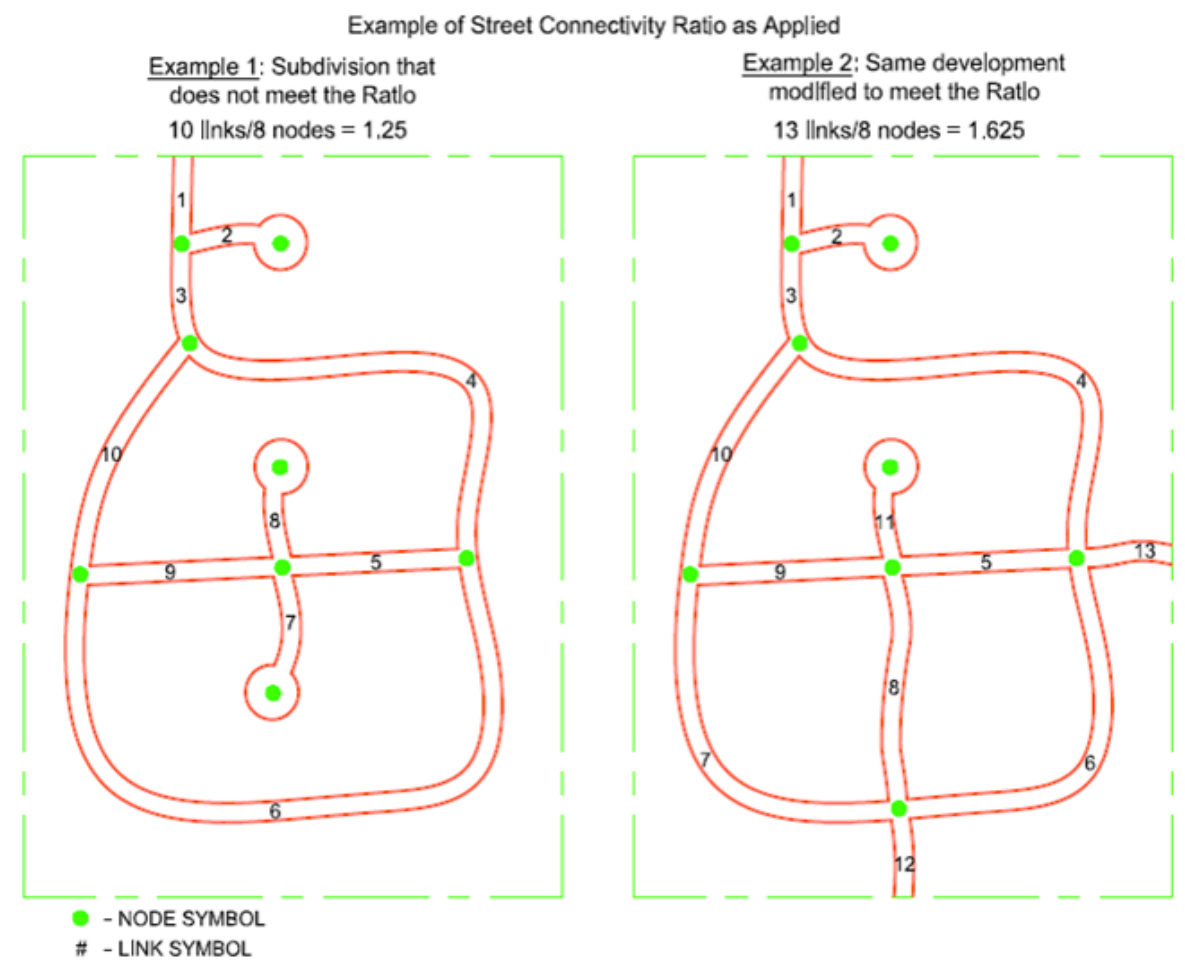 Example of Street Connectivity Ratio as Applied
Example 1: Subdivision that
does not meet the Ratio
10 links/8 nodes = 1.25
Example 2: Same development
modified to meet the Ratio
13 links/8 nodes = 1.625
1
2
3
4
10
8
9
5
7
6
1
2
3
4
10
11
13
9
5
8
7
6
12
- NODE SYMBOL
# - LINK SYMBOL